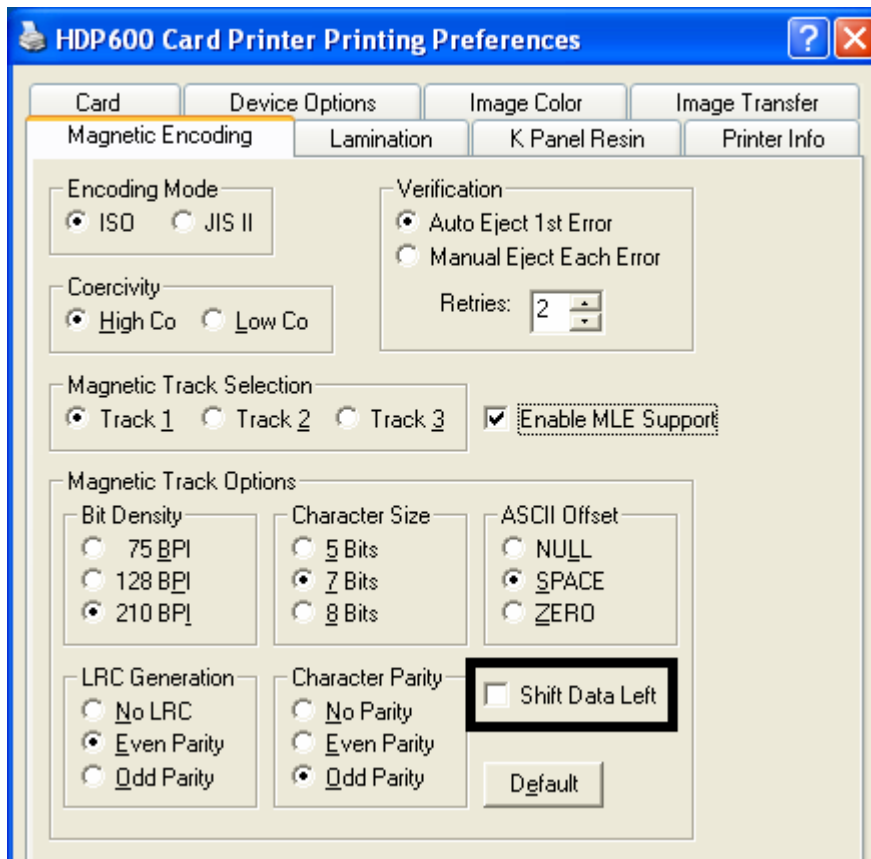 HDP600 Card Printer Printing Preferences
Card Device Options Image Color Image Transfer
Magnetic Encoding Lamination K Panel Resin Printer Info
Encoding Mode
ISO JIS II
Verification
Auto Eject 1st Error
Manual Eject Each Error
Retries: 2
Coercivity
High Co Low Co
Magnetic Track Selection
Track 1 Track 2 Track 3
Enable MLE Support
Magnetic Track Options
Bit Density
75 BPI
128 BPI
210 BPI
Character Size
5 Bits
7 Bits
8 Bits
ASCII Offset
NULL
SPACE
ZERO
LRC Generation
No LRC
Even Parity
Odd Parity
Character Parity
No Parity
Even Parity
Odd Parity
Shift Data Left
Default